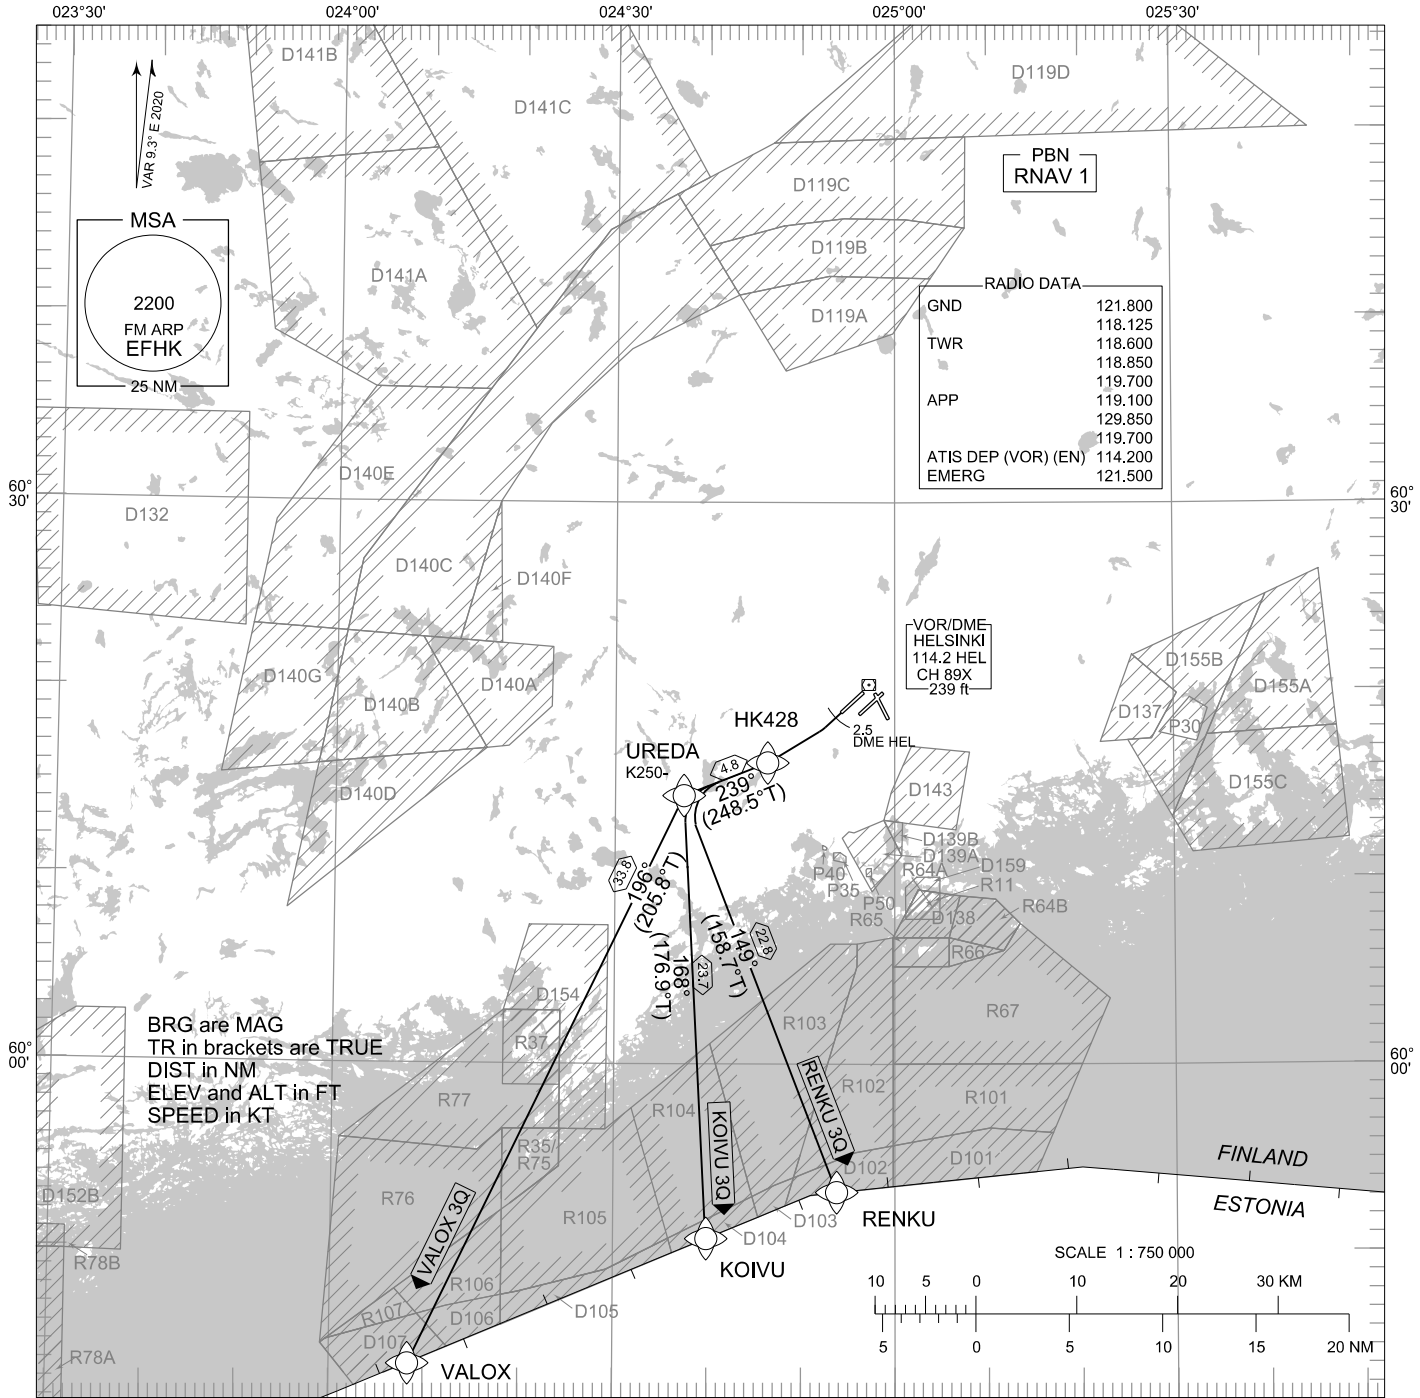 023°30'
024°00'
024°30'
025°00'
025°30'
D141B
D141C
D119D
VAR 9.3° E 2020
PBN
RNAV 1
D119C
MSA
D119B
D141A
2200
FM ARP
EFHK
25 NM
D119A
RADIO DATA
GND 121.800
118.125
TWR 118.600
118.850
119.700
APP 119.100
129.850
119.700
ATIS DEP (VOR) (EN) 114.200
EMERG 121.500
D140E
60°
30'
60°
30'
D132
D140C
D140F
VOR/DME
HELSINKI
114.2 HEL
CH 89X
239 ft
D140G
D140B
D140A
D155B
D155A
D137
P30
HK428
2.5
DME HEL
UREDA
K250-
4.8
239°
(248.5°T)
D140D
D143
D155C
D139B
D139A
D159
P40
P35
R64A
R11
P50
R65
D138
R64B
R66
33.8
196°
(205.8°T)
168°
(176.9°T)
23.7
149°
(158.7°T)
22.8
D154
R37
R103
R67
BRG are MAG
TR in brackets are TRUE
DIST in NM
ELEV and ALT in FT
SPEED in KT
60°
00'
60°
00'
R77
R104
R102
R101
RENKU 3Q
KOIVU 3Q
R35/
R75
D102
D101
FINLAND
ESTONIA
D152B
R76
VALOX 3Q
R105
D103
D104
RENKU
KOIVU
R78B
R106
R107
D106
D105
D107
R78A
VALOX
SCALE 1 : 750 000
10 5 0 10 20 30 KM
5 0 5 10 15 20 NM